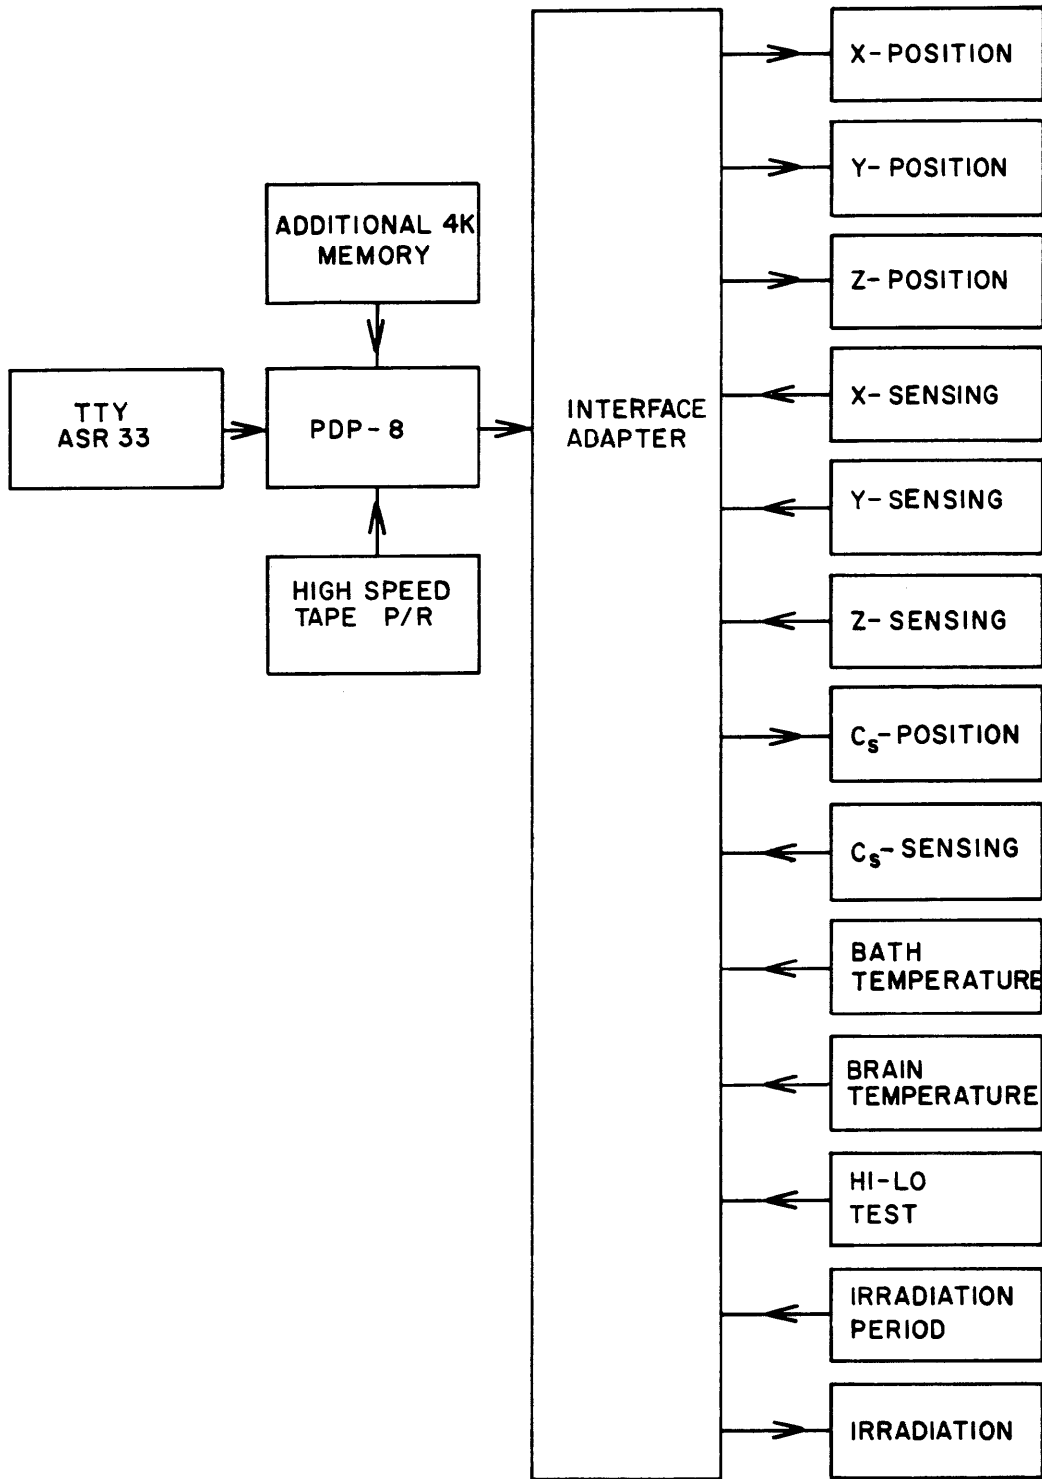 ADDITIONAL 4K
MEMORY
TTY
ASR 33
PDP-8
HIGH SPEED
TAPE P/R
INTERFACE
ADAPTER
X-POSITION
Y-POSITION
Z-POSITION
X-SENSING
Y-SENSING
Z-SENSING
Cs-POSITION
Cs-SENSING
BATH
TEMPERATURE
BRAIN
TEMPERATURE
HI-LO
TEST
IRRADIATION
PERIOD
IRRADIATION